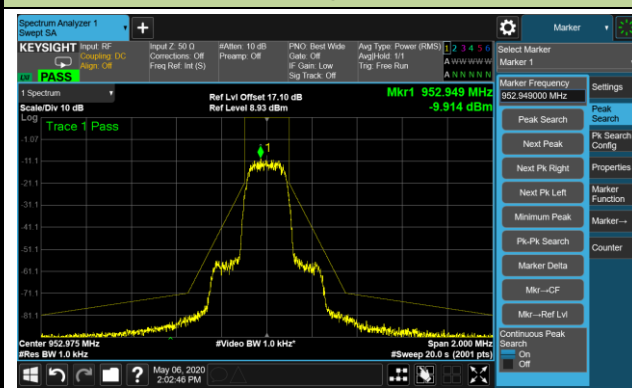 Spectrum Analyzer 1
Swept SA
Marker
KEYSIGHT
Input: RF
Coupling: DC
Align: Off
Input Z: 50 Ω
Corrections: Off
Freq Ref: Int (S)
#Atten: 10 dB
Preamp: Off
PNO: Best Wide
Gate: Off
IF Gain: Low
Sig Track: Off
Avg Type: Power (RMS)
Avg|Hold: 1/1
Trig: Free Run
1 2 3 4 5 6
A W W W W W
A N N N N N
LW PASS
Select Marker
Marker 1
1 Spectrum
Scale/Div 10 dB
Ref Lvl Offset 17.10 dB
Ref Level 8.93 dBm
Mkr1 952.949 MHz
-9.914 dBm
Log
Trace 1 Pass
1
-1.07
-11.1
-21.1
-31.1
-41.1
-51.1
-61.1
-71.1
-81.1
Center 952.975 MHz
#Res BW 1.0 kHz
#Video BW 1.0 kHz*
Span 2.000 MHz
#Sweep 20.0 s (2001 pts)
Marker Frequency
952.949000 MHz
Peak Search
Next Peak
Next Pk Right
Next Pk Left
Minimum Peak
Pk-Pk Search
Marker Delta
Mkr→CF
Mkr→Ref Lvl
Continuous Peak
Search
On
Off
Settings
Peak
Search
Pk Search
Config
Properties
Marker
Function
Marker→
Counter
May 06, 2020
2:02:46 PM